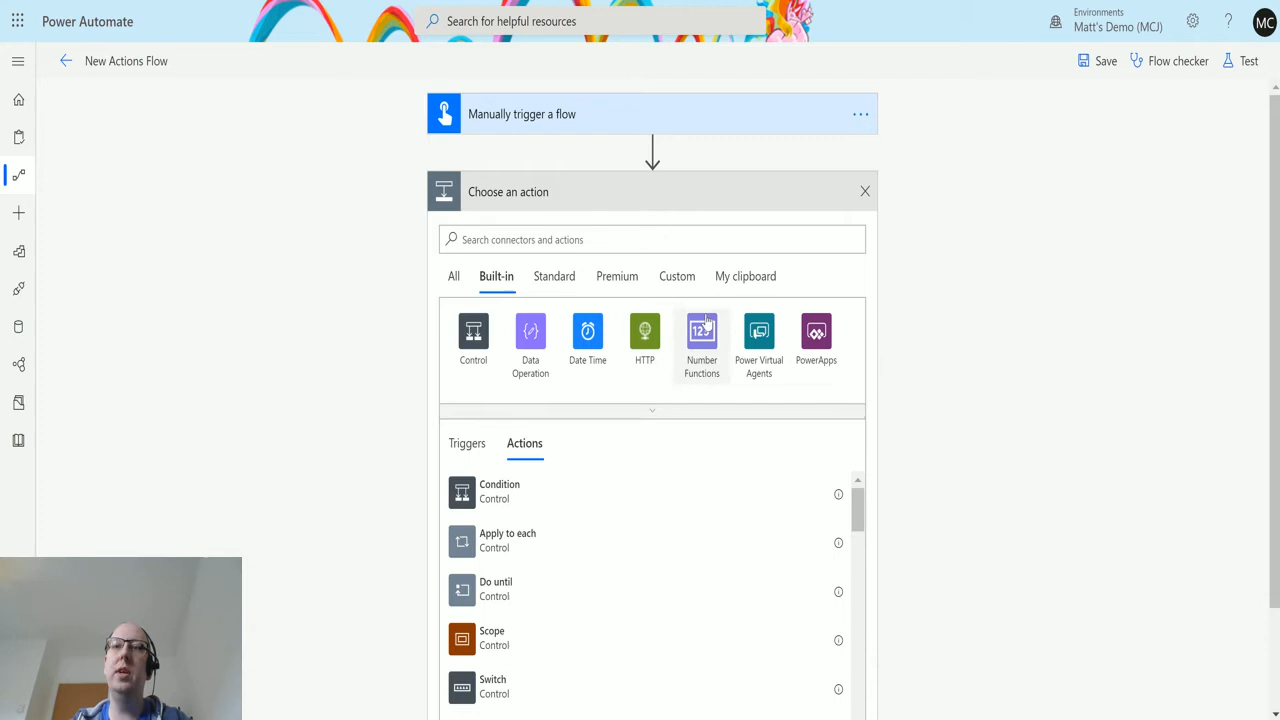 Power Automate
Search for helpful resources
Environments
Matt's Demo (MCJ)
MC
New Actions Flow
Save
Flow checker
Test
Manually trigger a flow
Choose an action
Search connectors and actions
All
Built-in
Standard
Premium
Custom
My clipboard
Control
Data
Operation
Date Time
HTTP
123
Number
Functions
Power Virtual
Agents
PowerApps
Triggers
Actions
Condition
Control
Apply to each
Control
Do until
Control
Scope
Control
Switch
Control